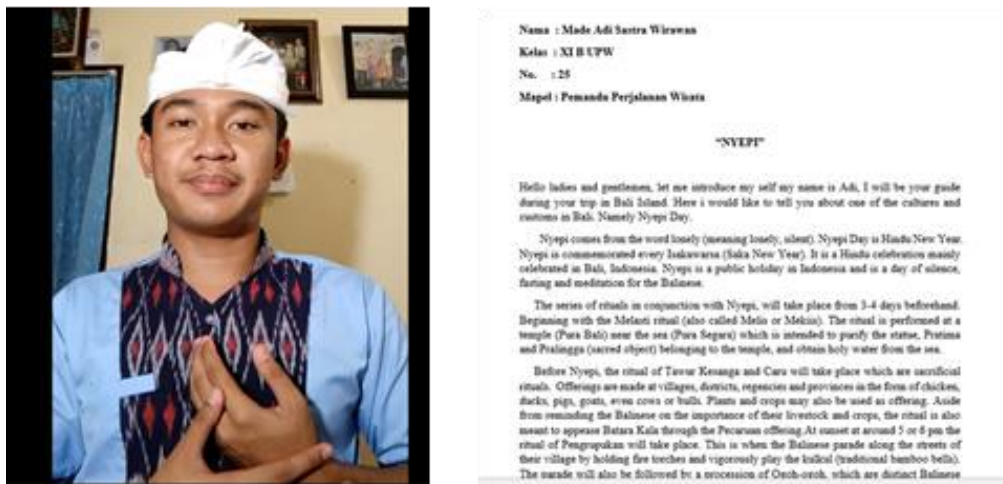 Nama : Made Adi Sastra Wirawan
Kelas : XI B UPW
No. : 25
Mapel : Pemandu Perjalanan Wisata
“NYEPI”
Hello ladies and gentlemen, let me introduce my self my name is Adi, I will be your guide
during your trip in Bali Island. Here i would like to tell you about one of the cultures and
customs in Bali. Namely Nyepi Day.
Nyepi comes from the word lonely (meaning lonely, silent). Nyepi Day is Hindu New Year.
Nyepi is commemorated every Isakawarsa (Saka New Year). It is a Hindu celebration mainly
celebrated in Bali, Indonesia. Nyepi is a public holiday in Indonesia and is a day of silence,
fasting and meditation for the Balinese.
The series of rituals in conjunction with Nyepi, will take place from 3-4 days beforehand.
Beginning with the Melasti ritual (also called Melis or Mekiis). The ritual is performed at a
temple (Pura Bali) near the sea (Pura Segara) which is intended to purify the statue, Pratima
and Pralingga (sacred object) belonging to the temple, and obtain holy water from the sea.
Before Nyepi, the ritual of Tawur Kesanga and Caru will take place which are sacrificial
rituals. Offerings are made at villages, districts, regencies and provinces in the form of chicken,
ducks, pigs, goats, even cows or bulls. Plants and crops may also be used as offering. Aside
from reminding the Balinese on the importance of their livestock and crops, the ritual is also
meant to appease Batara Kala through the Pecaruan offering.At sunset at around 5 or 6 pm the
ritual of Pengrupukan will take place. This is when the Balinese parade along the streets of
their village by holding fire torches and vigorously play the kulkul (traditional bamboo bells).
The parade will also be followed by a procession of Ogoh-ogoh, which are distinct Balinese